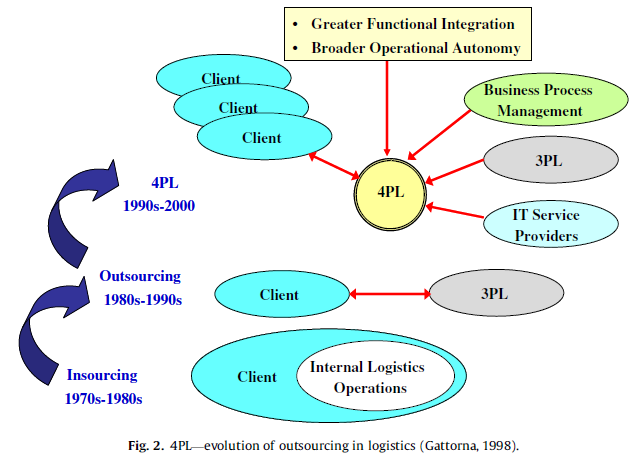 • Greater Functional Integration
• Broader Operational Autonomy
Client
Client
Client
Business Process
Management
3PL
4PL
IT Service
Providers
4PL
1990s-2000
Outsourcing
1980s-1990s
Client
3PL
Insourcing
1970s-1980s
Client
Internal Logistics
Operations
Fig. 2. 4PL—evolution of outsourcing in logistics (Gattorna, 1998).